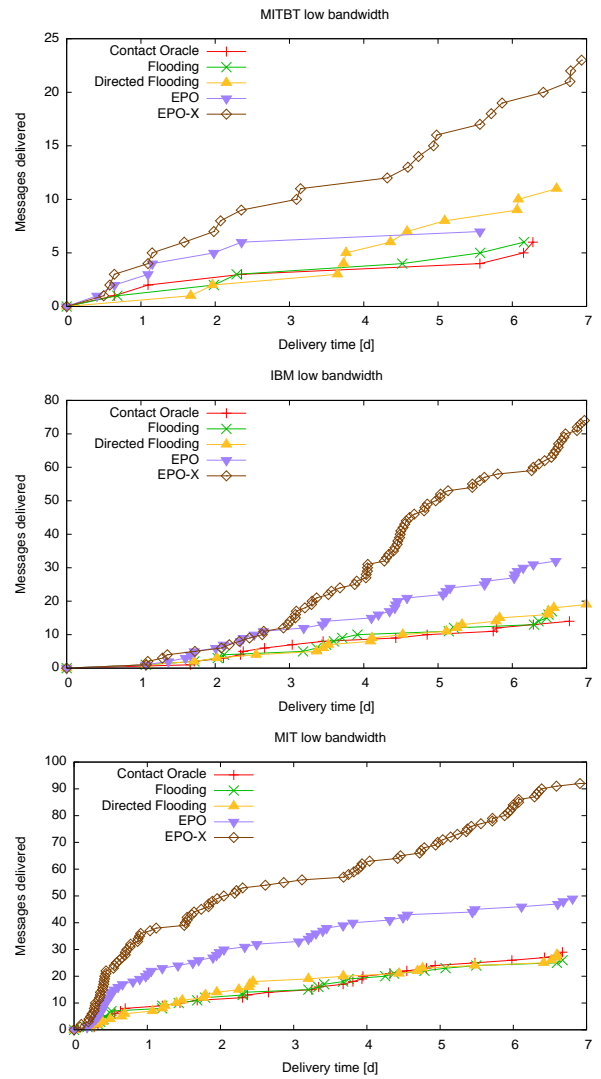 MITBT low bandwidth
25
20
15
10
5
0
Messages delivered
Contact Oracle
Flooding
Directed Flooding
EPO
EPO-X
0 1 2 3 4 5 6 7
Delivery time [d]
IBM low bandwidth
80
70
60
50
40
30
20
10
0
Messages delivered
Contact Oracle
Flooding
Directed Flooding
EPO
EPO-X
0 1 2 3 4 5 6 7
Delivery time [d]
MIT low bandwidth
100
90
80
70
60
50
40
30
20
10
0
Messages delivered
Contact Oracle
Flooding
Directed Flooding
EPO
EPO-X
0 1 2 3 4 5 6 7
Delivery time [d]